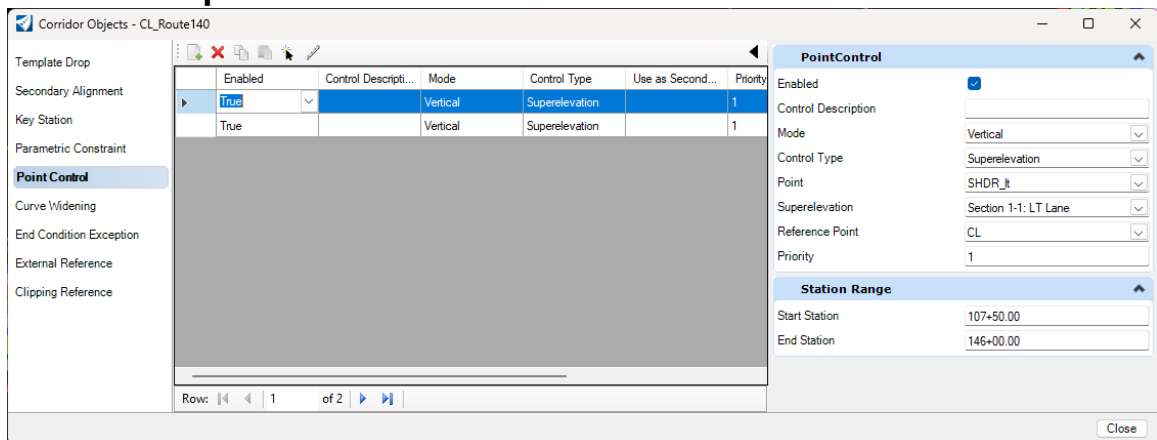 Corridor Objects - CL_Route140
Template Drop
Secondary Alignment
Key Station
Parametric Constraint
Point Control
Curve Widening
End Condition Exception
External Reference
Clipping Reference
Enabled Control Descripti... Mode Control Type Use as Second... Priority
True Vertical Superelevation 1
True Vertical Superelevation 1
Row: 1 of 2
PointControl
Enabled
Control Description
Mode Vertical
Control Type Superelevation
Point SHDR_lt
Superelevation Section 1-1: LT Lane
Reference Point CL
Priority 1
Station Range
Start Station 107+50.00
End Station 146+00.00
Close